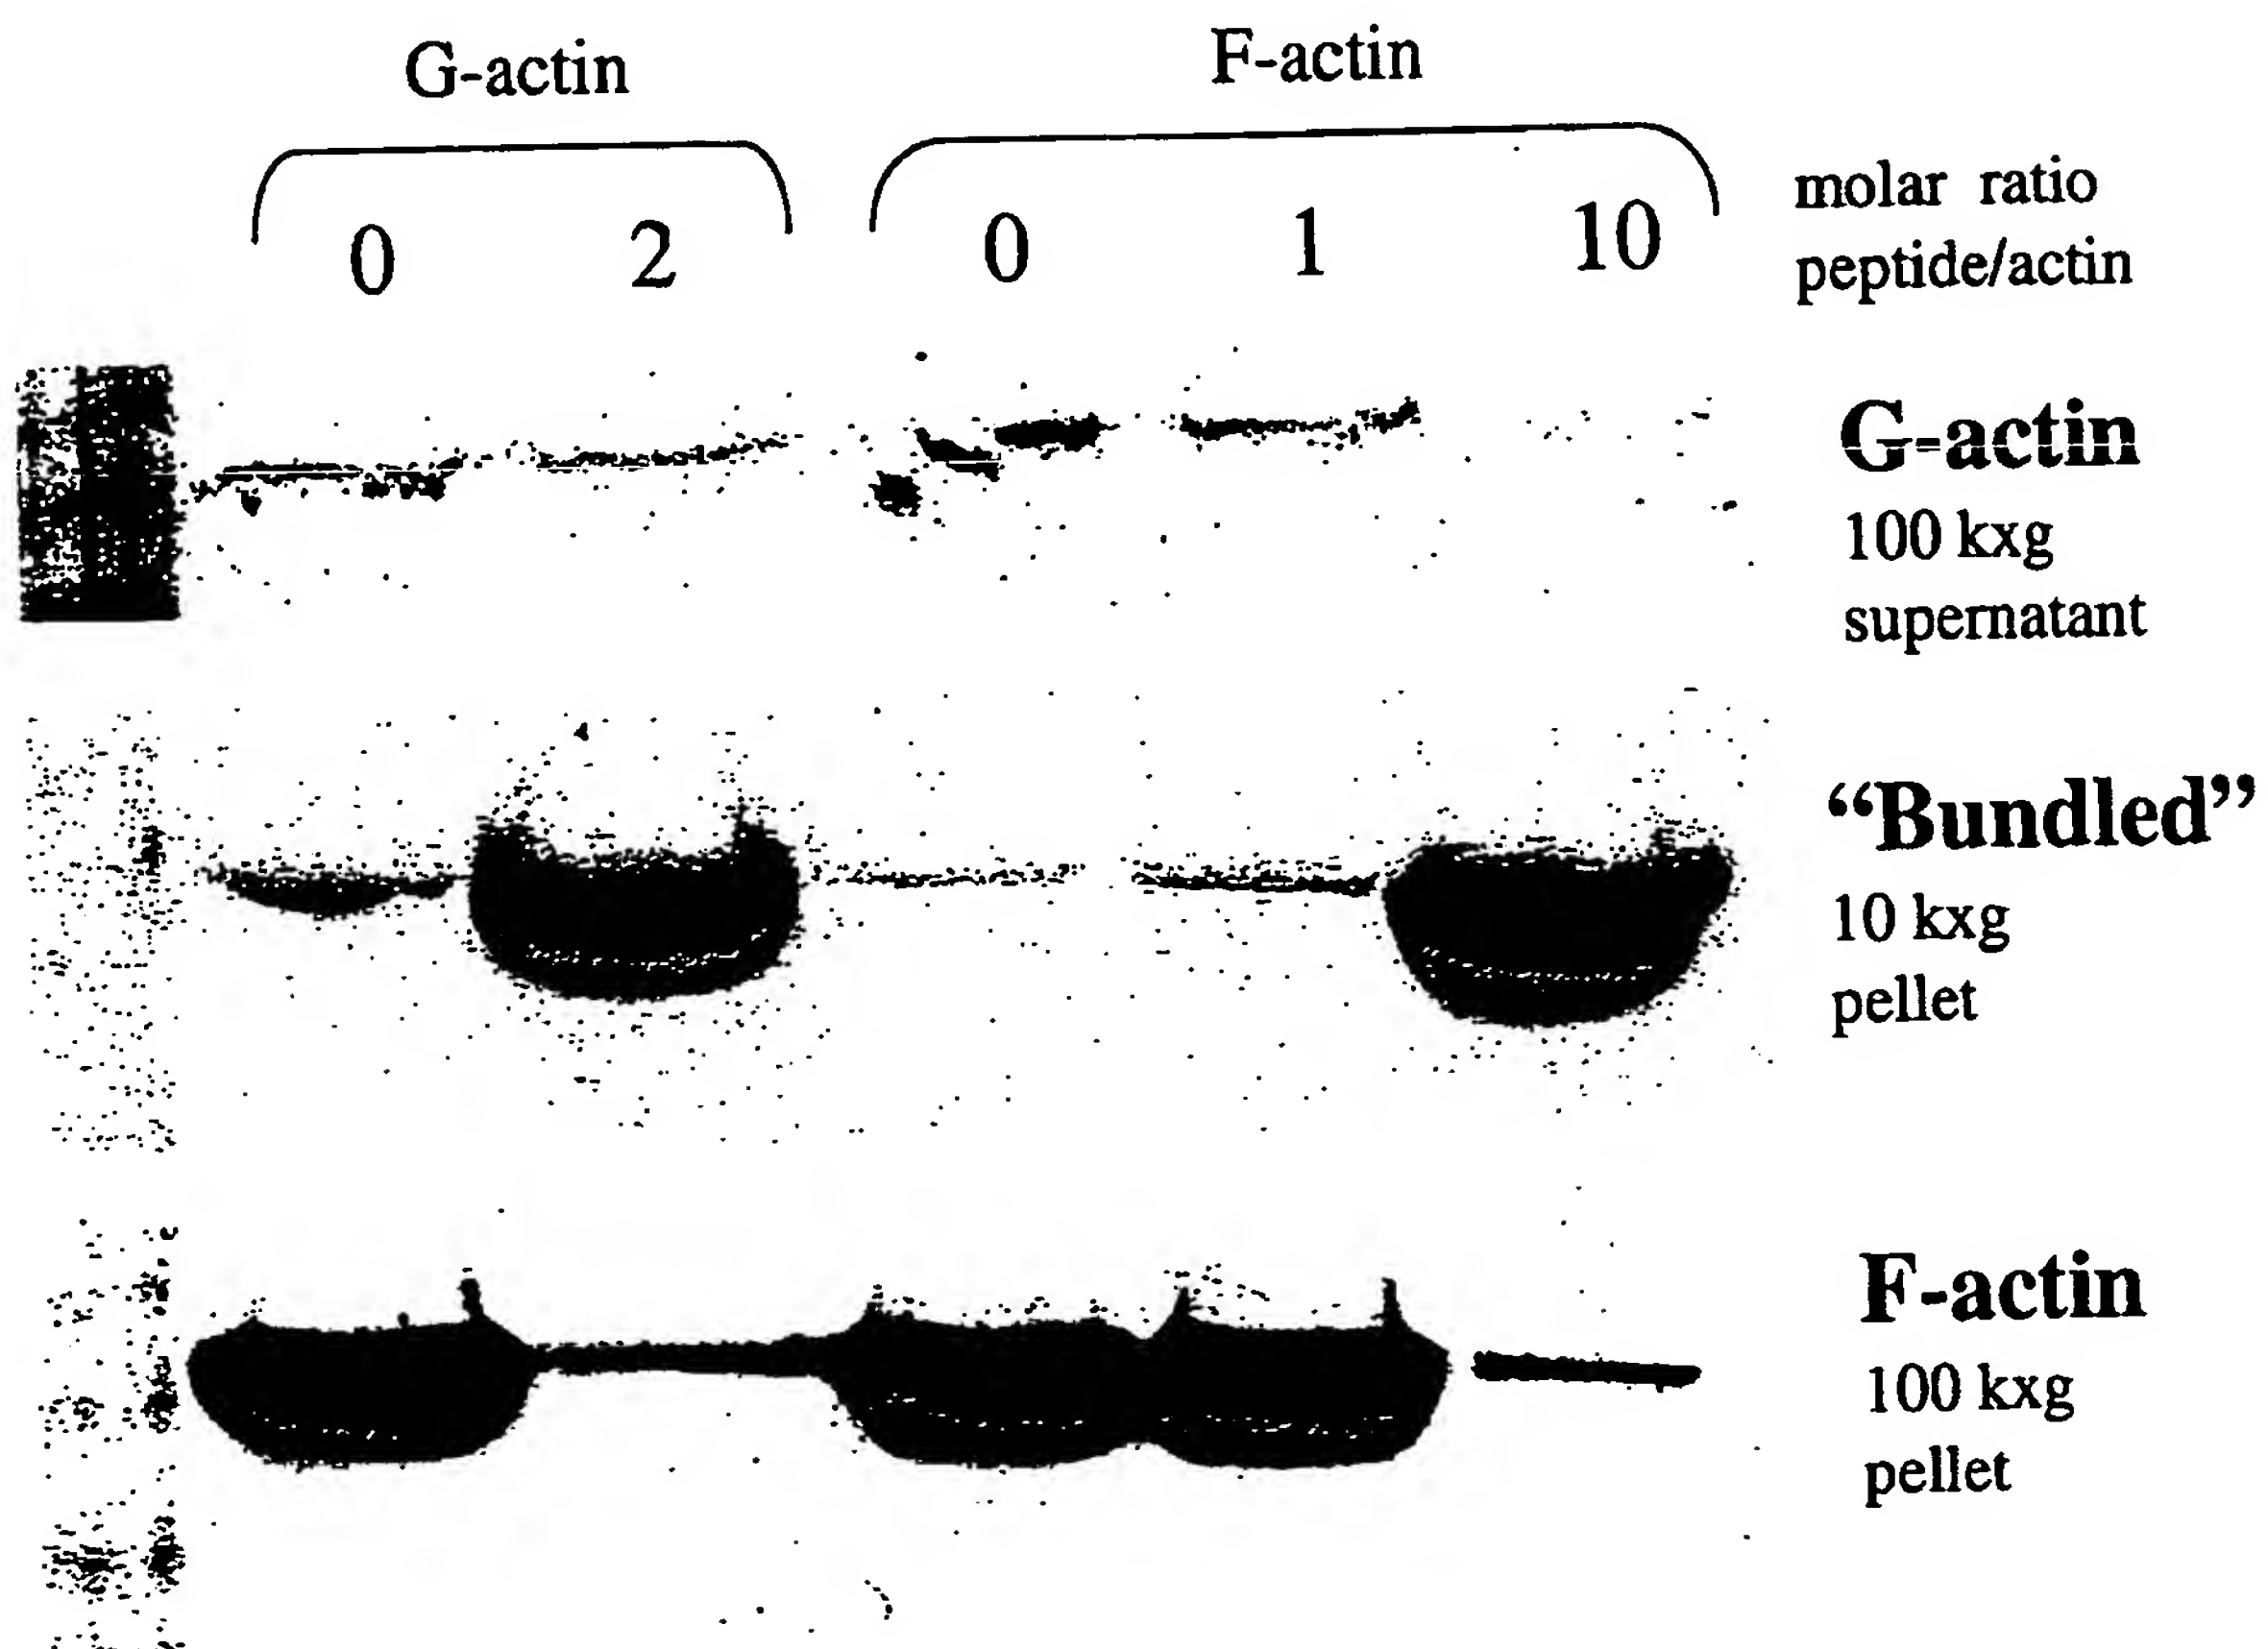 G-actin F-actin
0 2 0 1 10
molar ratio
peptide/actin
G-actin
100 kxg
supernatant
“Bundled”
10 kxg
pellet
F-actin
100 kxg
pellet